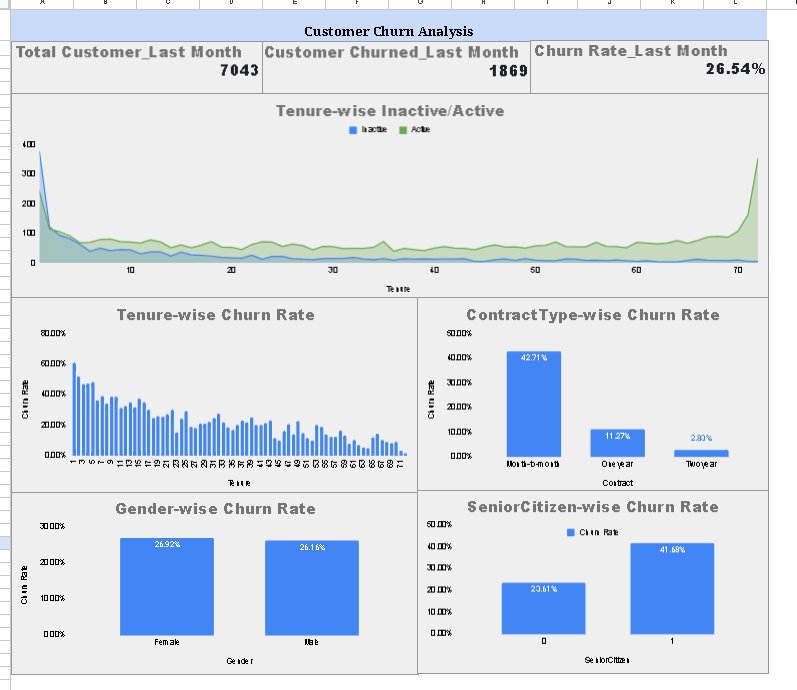 A B C D E F G H I J K L
Customer Churn Analysis
Total Customer_Last Month
7043
Customer Churned_Last Month
1869
Churn Rate_Last Month
26.54%
Tenure-wise Inactive/Active
Inactive Active
400
300
200
100
0
10 20 30 40 50 60 70
Tenure
Tenure-wise Churn Rate
80.00%
60.00%
40.00%
20.00%
0.00%
Churn Rate
1 3 5 7 9 11 13 15 17 19 21 23 25 27 29 31 33 35 37 39 41 43 45 47 49 51 53 55 57 59 61 63 65 67 69 71
Tenure
ContractType-wise Churn Rate
50.00%
40.00%
30.00%
20.00%
10.00%
0.00%
Churn Rate
42.71%
11.27%
2.83%
Month-to-month One year Two year
Contract
Gender-wise Churn Rate
30.00%
20.00%
10.00%
0.00%
Churn Rate
26.92%
26.16%
Female Male
Gender
SeniorCitizen-wise Churn Rate
Churn Rate
50.00%
40.00%
30.00%
20.00%
10.00%
0.00%
23.61%
41.68%
0 1
SeniorCitizen